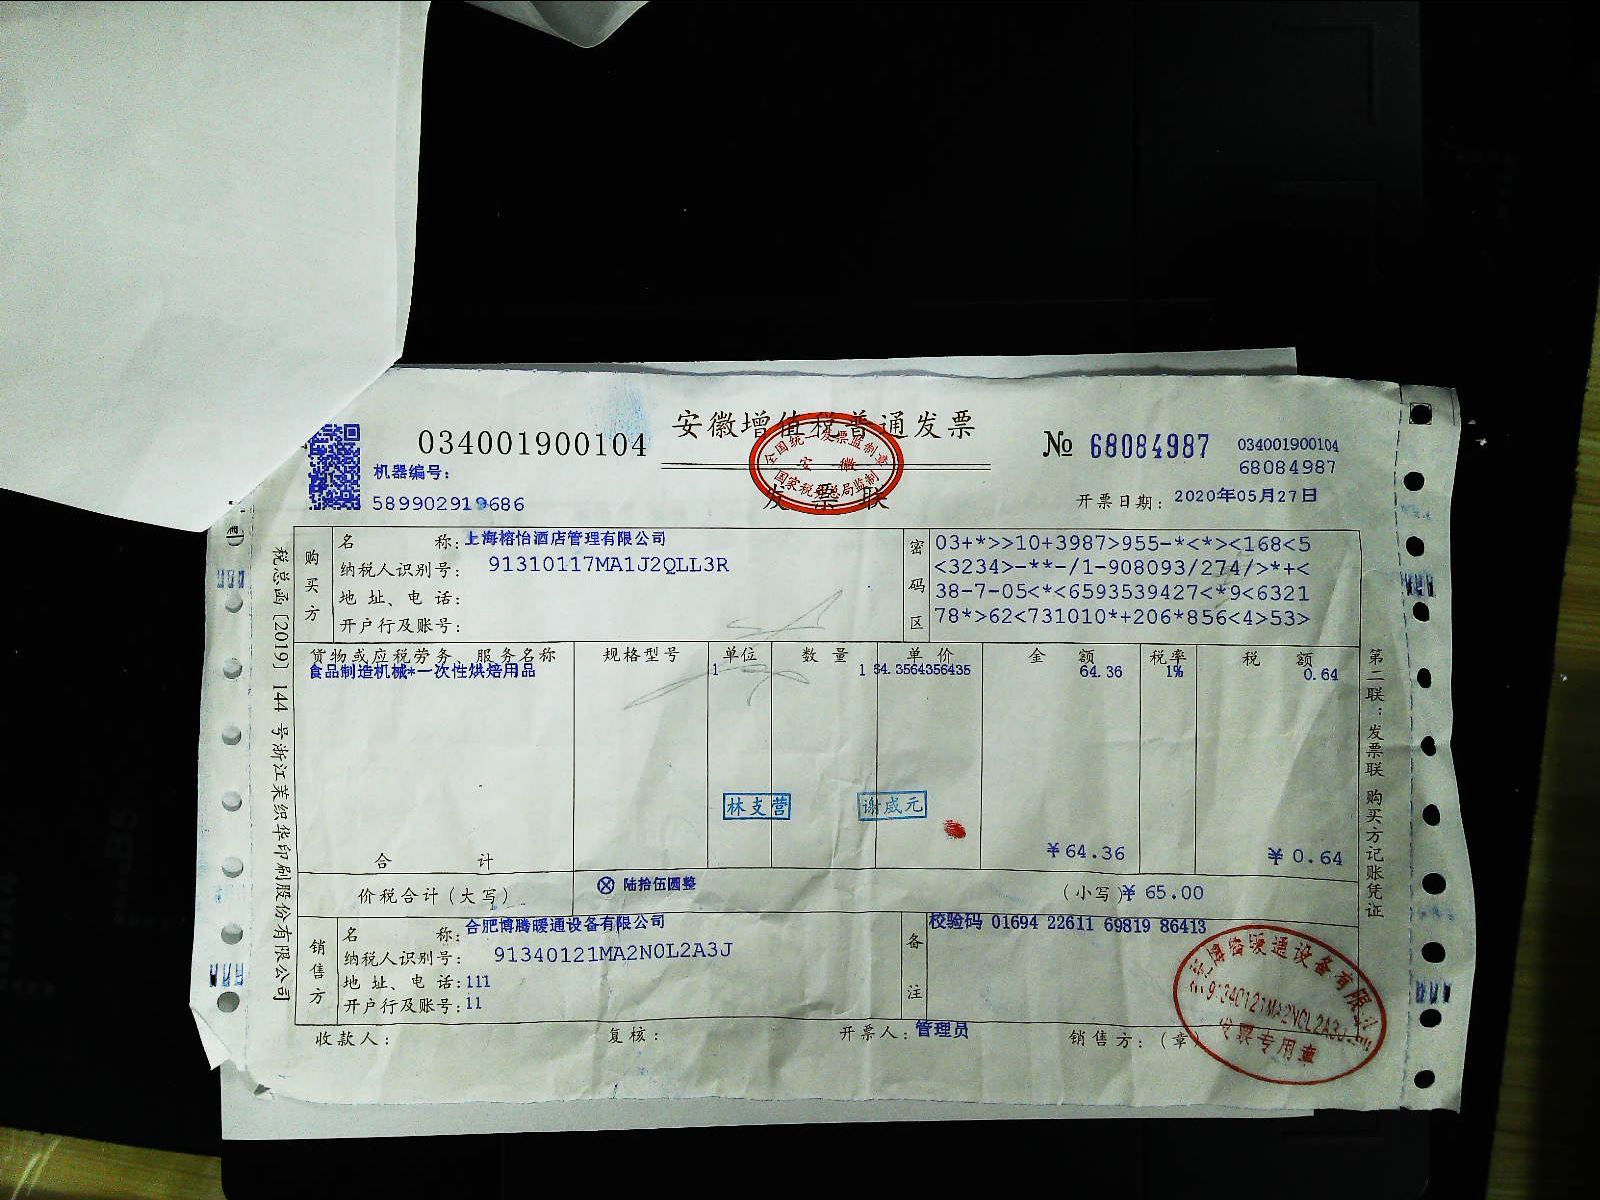 安徽增值税普通发票
034001900104
№ 68084987
034001900104
68084987
机器编号:
589902919686
全国统一发票监制章
安徽
国家税务总局监制
发票联
开票日期: 2020年05月27日
购买方
名 称: 上海榕怡酒店管理有限公司
纳税人识别号: 91310117MA1J2QLL3R
地址、电话:
开户行及账号:
密码区
03+*>>10+3987>955-*<*><168<5
<3234>-**-/1-908093/274/>*+<
38-7-05<*<6593539427<*9<6321
78*>62<731010*+206*856<4>53>
货物或应税劳务、服务名称 规格型号 单位 数量 单价 金额 税率 税额
食品制造机械*一次性烘焙用品 1 1 64.3564356435 64.36 1% 0.64
林支营 谢成元
合计 ¥64.36 ¥0.64
价税合计(大写) ⊗ 陆拾伍圆整 (小写)¥ 65.00
销售方
名 称: 合肥博腾暖通设备有限公司
纳税人识别号: 91340121MA2N0L2A3J
地址、电话: 111
开户行及账号: 11
备注
校验码 01694 22611 69819 86413
收款人: 复核: 开票人: 管理员 销售方:(章)
暖通设备有限
91340121MA2N0L2A3J
发票专用章
税总函[2019]144号浙江茉织华印刷股份有限公司
第二联:发票联 购买方记账凭证